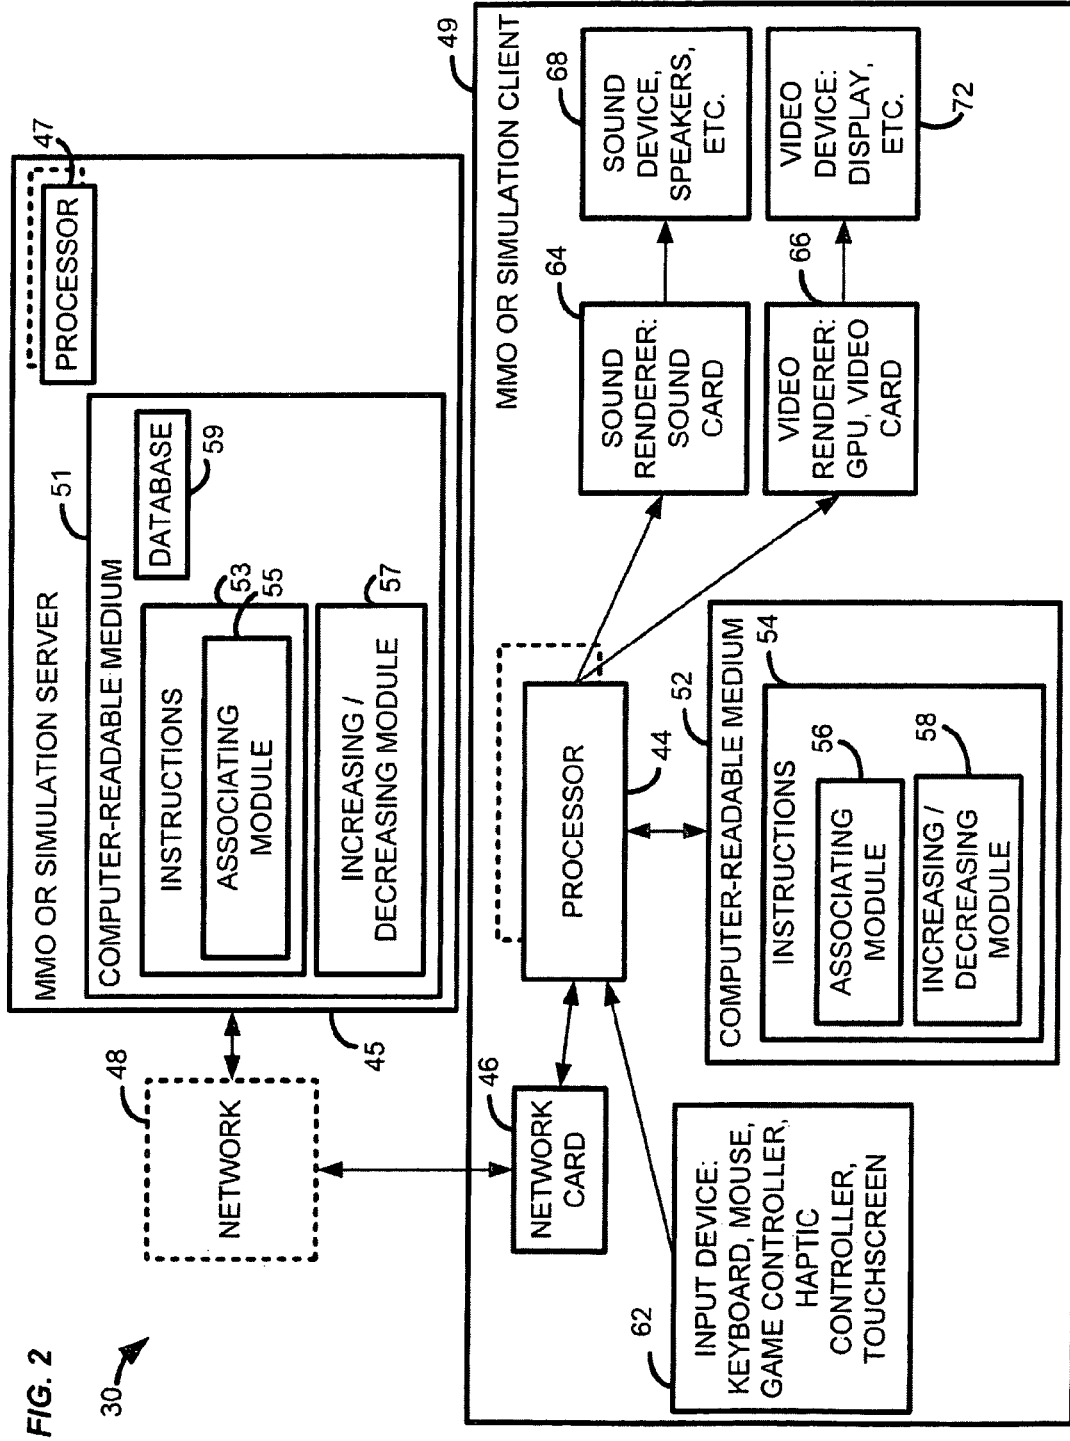 FIG. 2
30
48
NETWORK
MMO OR SIMULATION SERVER
45
PROCESSOR
47
51
COMPUTER-READABLE MEDIUM
DATABASE
59
INSTRUCTIONS
53
ASSOCIATING
MODULE
55
INCREASING /
DECREASING MODULE
57
MMO OR SIMULATION CLIENT
49
46
NETWORK
CARD
62
INPUT DEVICE:
KEYBOARD, MOUSE,
GAME CONTROLLER,
HAPTIC
CONTROLLER,
TOUCHSCREEN
PROCESSOR
44
52
COMPUTER-READABLE MEDIUM
INSTRUCTIONS
54
ASSOCIATING
MODULE
56
INCREASING /
DECREASING
MODULE
58
64
SOUND
RENDERER:
SOUND
CARD
66
VIDEO
RENDERER:
GPU, VIDEO
CARD
68
SOUND
DEVICE,
SPEAKERS,
ETC.
VIDEO
DEVICE:
DISPLAY,
ETC.
72